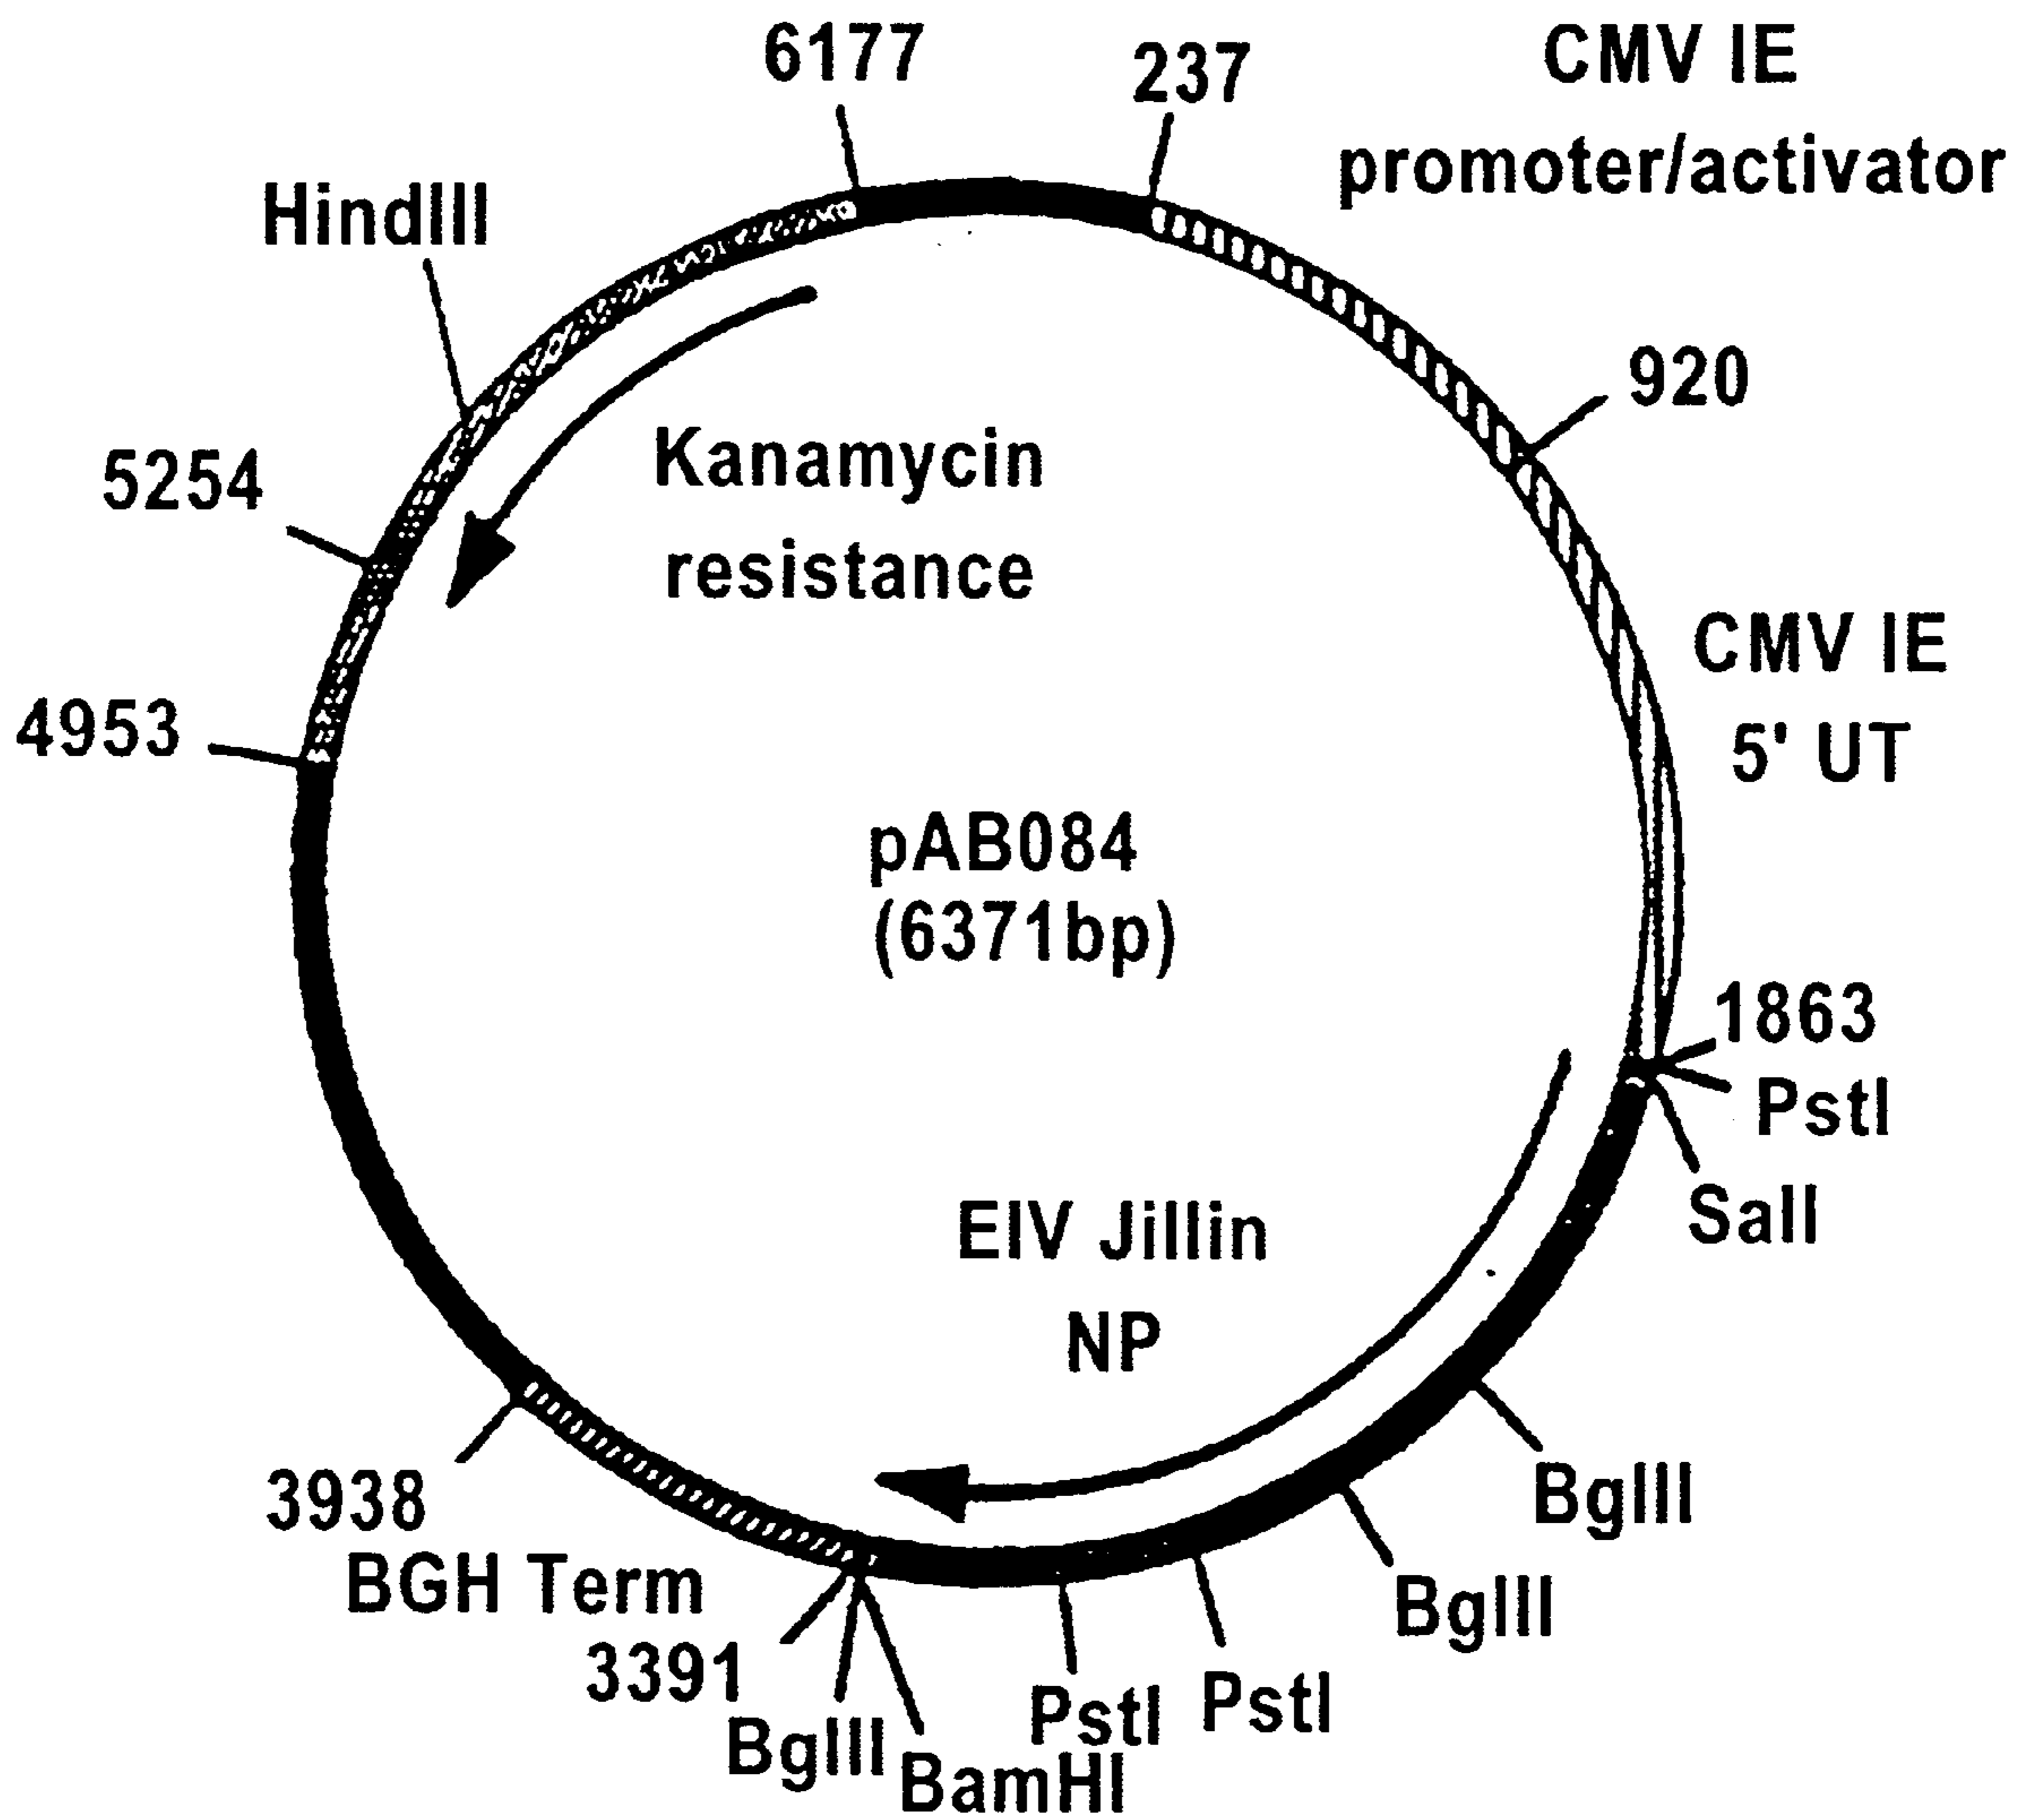 6177
237
CMV IE
promoter/activator
HindIII
920
Kanamycin
resistance
5254
CMV IE
5' UT
4953
pAB084
(6371bp)
1863
PstI
SalI
EIV Jillin
NP
BglII
3938
BglII
BGH Term
3391
PstI
PstI
BglII
BamHI